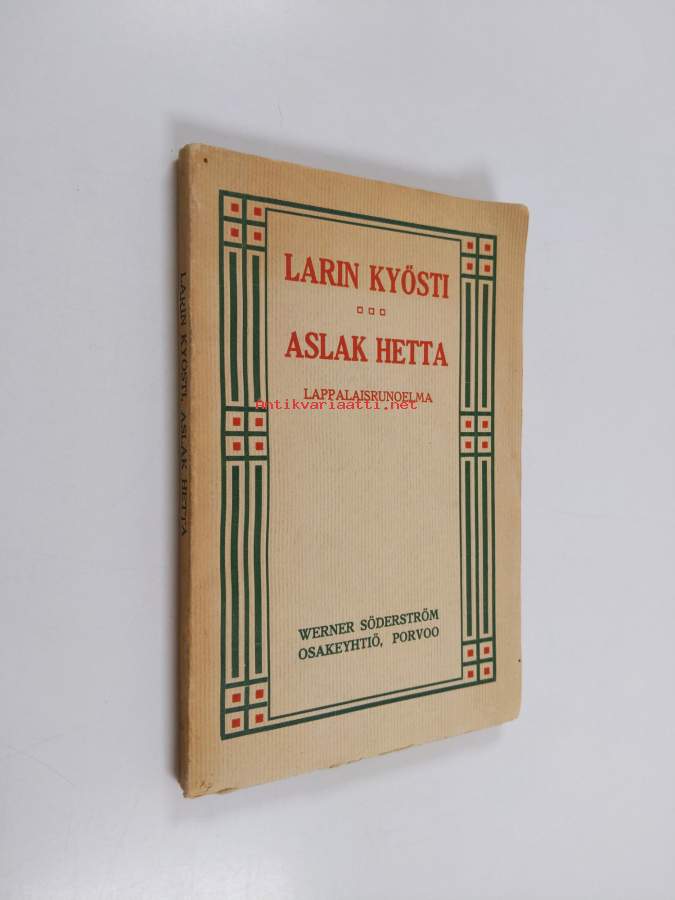 LARIN KYÖSTI
ASLAK HETTA
LAPPALAISRUNOELMA
Antikvariaatti.net
WERNER SÖDERSTRÖM
OSAKEYHTIÖ, PORVOO
LARIN KYÖSTI, ASLAK HETTA